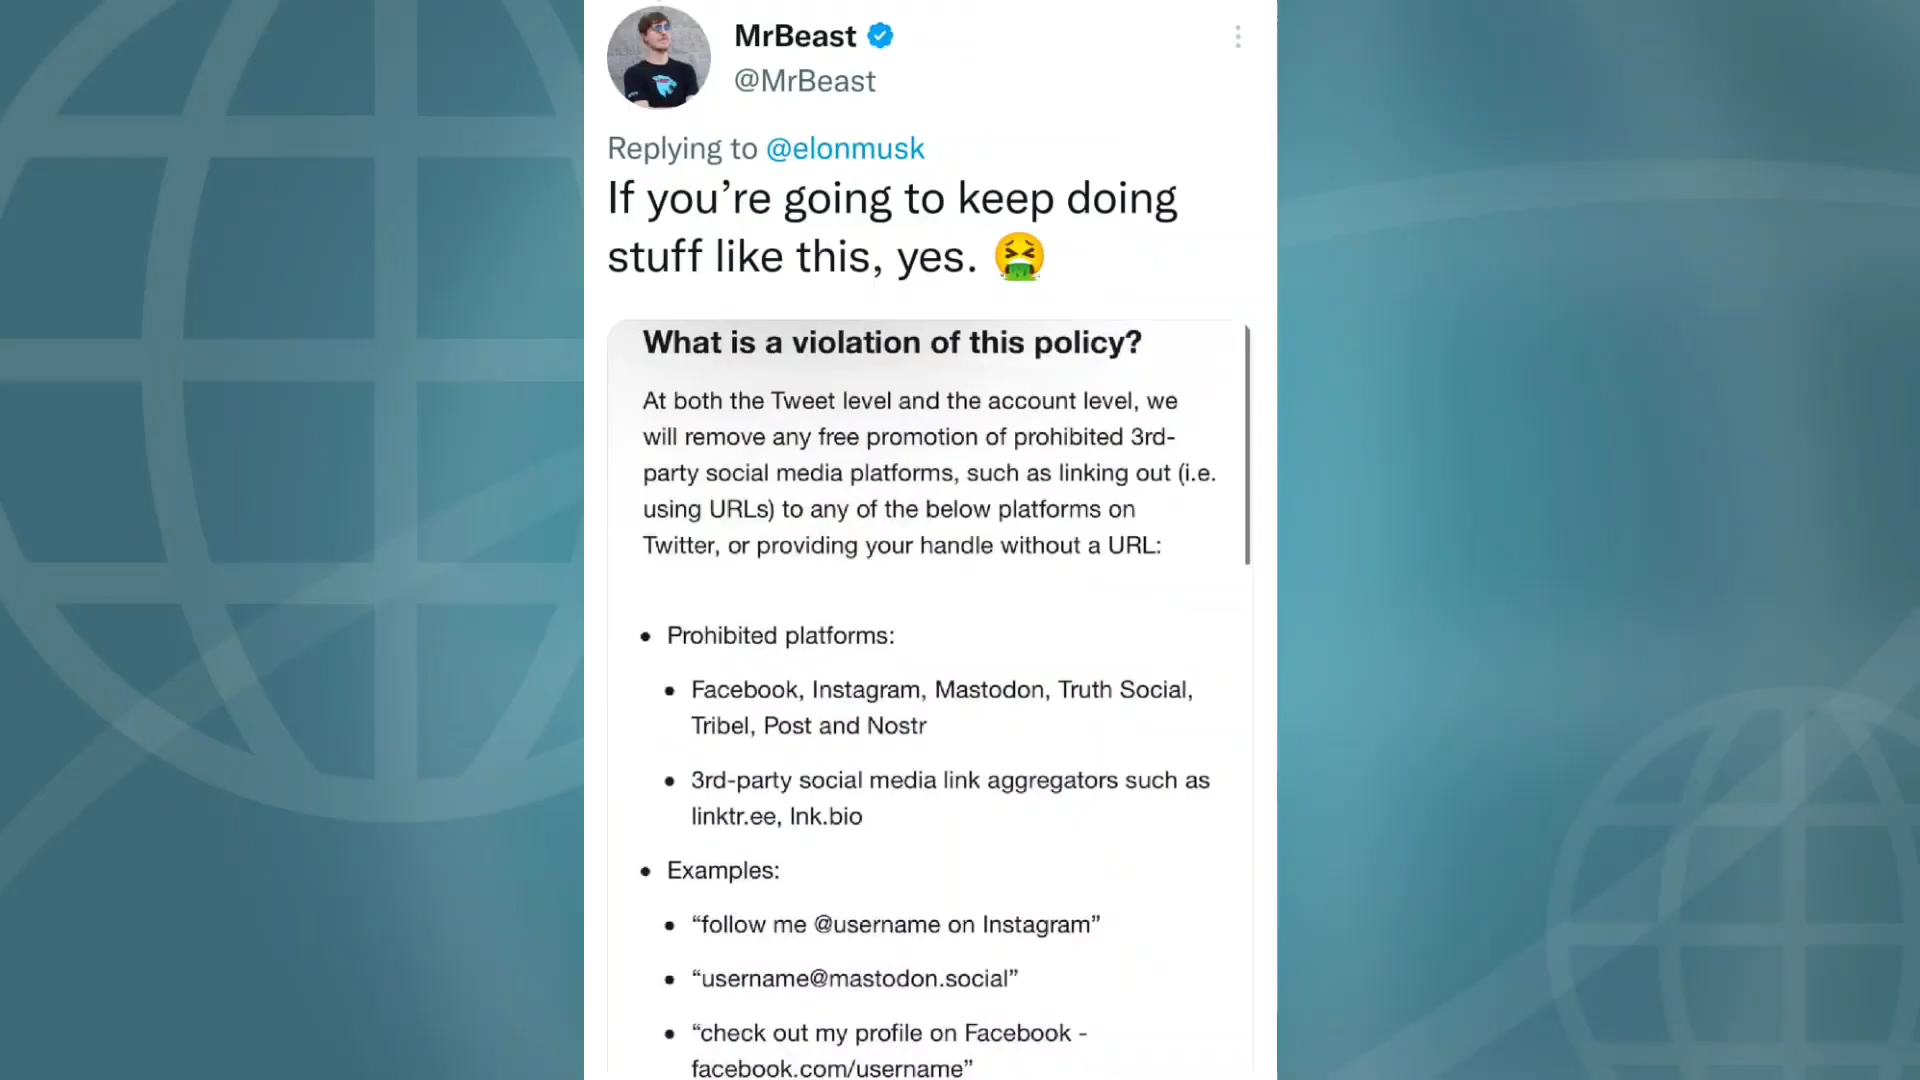 MrBeast
@MrBeast
Replying to @elonmusk
If you’re going to keep doing
stuff like this, yes. 🤮
What is a violation of this policy?
At both the Tweet level and the account level, we
will remove any free promotion of prohibited 3rd-
party social media platforms, such as linking out (i.e.
using URLs) to any of the below platforms on
Twitter, or providing your handle without a URL:
• Prohibited platforms:
• Facebook, Instagram, Mastodon, Truth Social,
Tribel, Post and Nostr
• 3rd-party social media link aggregators such as
linktr.ee, lnk.bio
• Examples:
• “follow me @username on Instagram”
• “username@mastodon.social”
• “check out my profile on Facebook -
facebook.com/username”